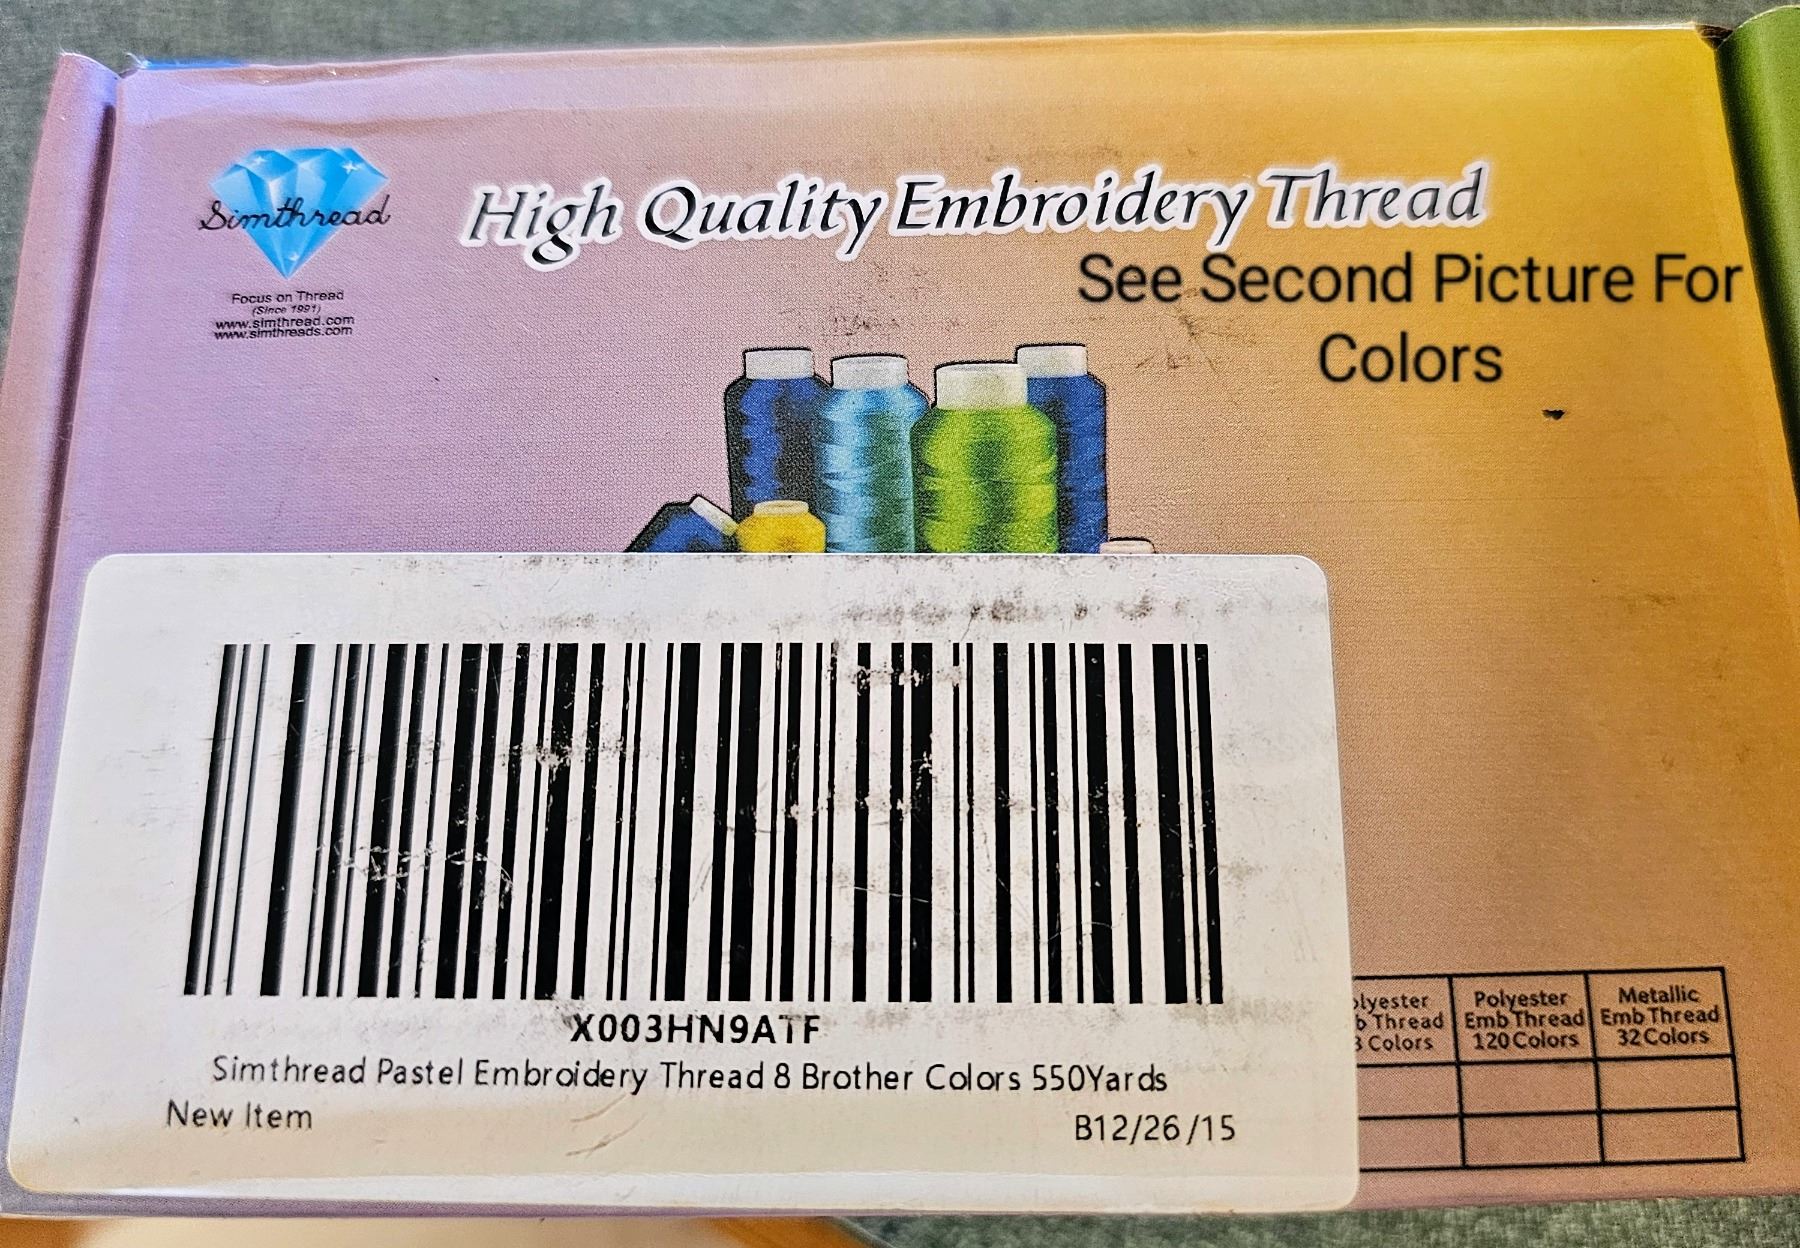 Simthread
Focus on Thread
(Since 1991)
www.simthread.com
www.simthreads.com
High Quality Embroidery Thread
See Second Picture For
Colors
X003HN9ATF
Simthread Pastel Embroidery Thread 8 Brother Colors 550Yards
New Item
B12/26/15
Thread
Colors
Polyester
Emb Thread
120 Colors
Metallic
Emb Thread
32 Colors